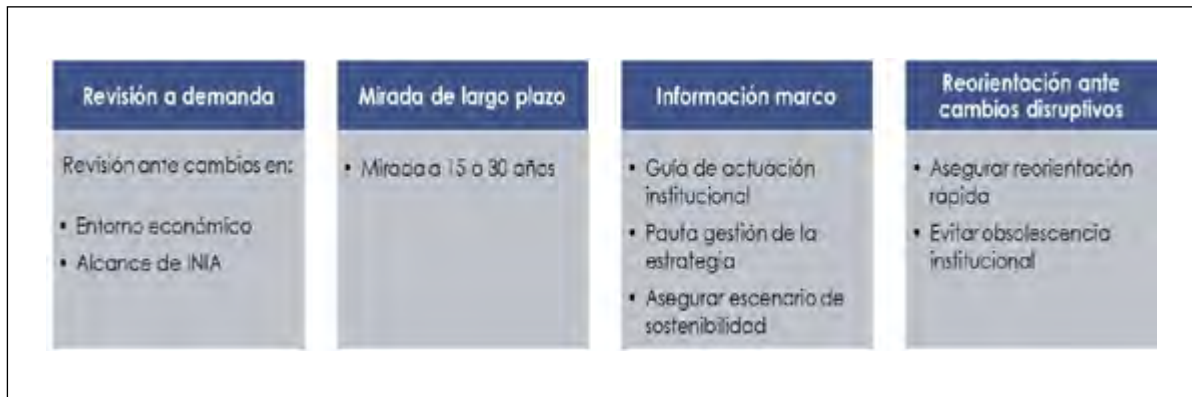 Revisión a demanda
Revisión ante cambios en:
• Entorno económico
• Alcance de INIA
Mirada de largo plazo
• Mirada a 15 o 30 años
Información marco
• Guía de actuación
institucional
• Pauta gestión de la
estrategia
• Asegurar escenario de
sostenibilidad
Reorientación ante
cambios disruptivos
• Asegurar reorientación
rápida
• Evitar obsolescencia
institucional